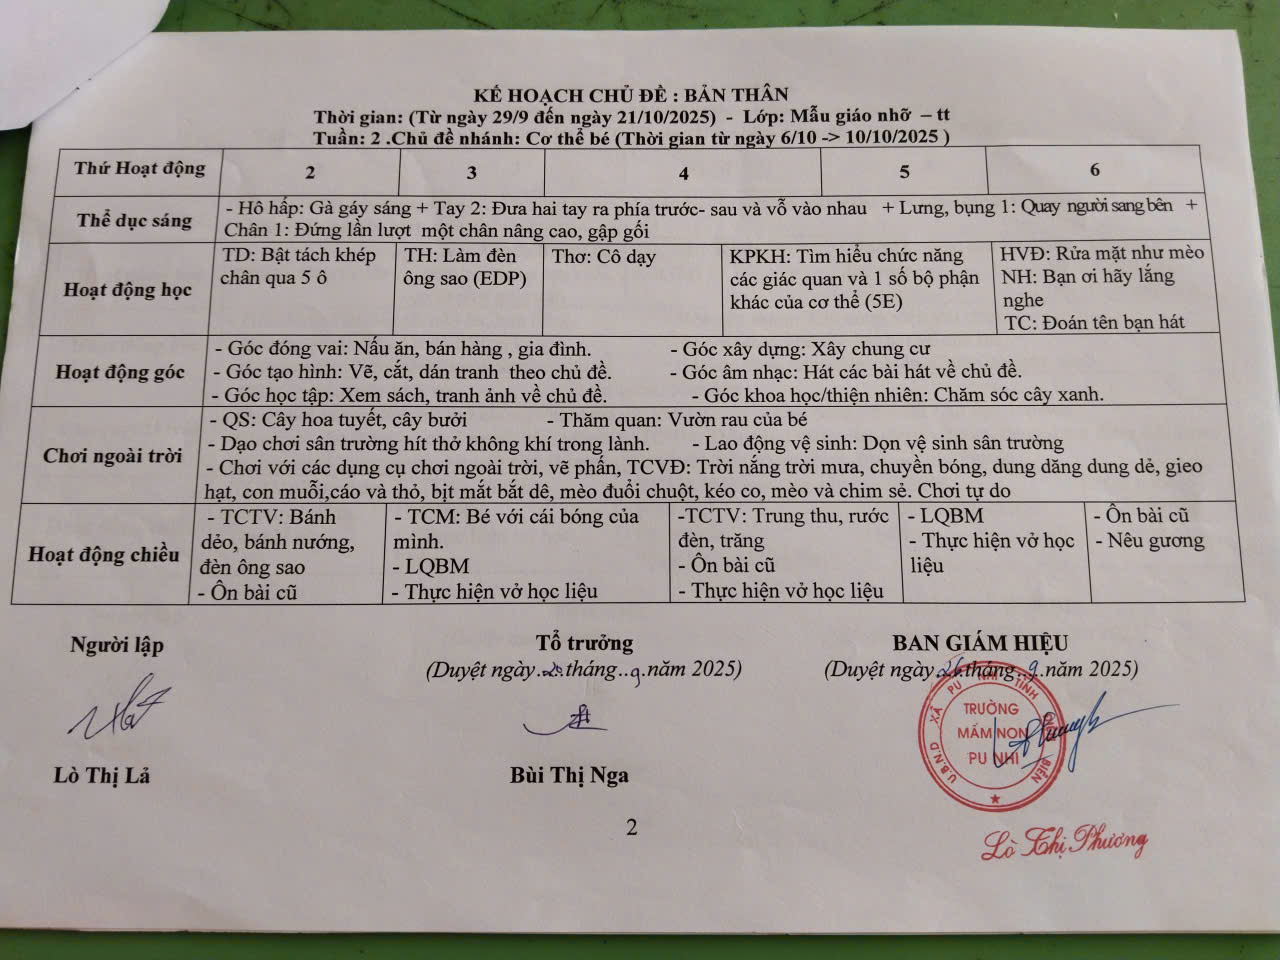 KẾ HOẠCH CHỦ ĐỀ : BẢN THÂN
Thời gian: (Từ ngày 29/9 đến ngày 21/10/2025) - Lớp: Mẫu giáo nhỡ – tt
Tuần: 2 .Chủ đề nhánh: Cơ thể bé (Thời gian từ ngày 6/10 -> 10/10/2025 )
Thứ Hoạt động 2 3 4 5 6
Thể dục sáng
- Hô hấp: Gà gáy sáng + Tay 2: Đưa hai tay ra phía trước- sau và vỗ vào nhau + Lưng, bụng 1: Quay người sang bên +
Chân 1: Đứng lần lượt một chân nâng cao, gập gối
Hoạt động học
TD: Bật tách khép
chân qua 5 ô
TH: Làm đèn
ông sao (EDP)
Thơ: Cô dạy
KPKH: Tìm hiểu chức năng
các giác quan và 1 số bộ phận
khác của cơ thể (5E)
HVĐ: Rửa mặt như mèo
NH: Bạn ơi hãy lắng
nghe
TC: Đoán tên bạn hát
Hoạt động góc
- Góc đóng vai: Nấu ăn, bán hàng , gia đình. - Góc xây dựng: Xây chung cư
- Góc tạo hình: Vẽ, cắt, dán tranh theo chủ đề. - Góc âm nhạc: Hát các bài hát về chủ đề.
- Góc học tập: Xem sách, tranh ảnh về chủ đề. - Góc khoa học/thiện nhiên: Chăm sóc cây xanh.
Chơi ngoài trời
- QS: Cây hoa tuyết, cây bưởi - Thăm quan: Vườn rau của bé
- Dạo chơi sân trường hít thở không khí trong lành. - Lao động vệ sinh: Dọn vệ sinh sân trường
- Chơi với các dụng cụ chơi ngoài trời, vẽ phấn, TCVĐ: Trời nắng trời mưa, chuyền bóng, dung dăng dung dẻ, gieo
hạt, con muỗi,cáo và thỏ, bịt mắt bắt dê, mèo đuổi chuột, kéo co, mèo và chim sẻ. Chơi tự do
Hoạt động chiều
- TCTV: Bánh
dẻo, bánh nướng,
đèn ông sao
- Ôn bài cũ
- TCM: Bé với cái bóng của
mình.
- LQBM
- Thực hiện vở học liệu
-TCTV: Trung thu, rước
đèn, trăng
- Ôn bài cũ
- Thực hiện vở học liệu
- LQBM
- Thực hiện vở học
liệu
- Ôn bài cũ
- Nêu gương
Người lập Tổ trưởng BAN GIÁM HIỆU
(Duyệt ngày tháng..9.năm 2025) (Duyệt ngày tháng..9.năm 2025)
U.B.N.D XÃ PU NHI TỈNH ĐIỆN BIÊN
TRƯỜNG
MẦM NON
PU NHI
Lò Thị Lả Bùi Thị Nga
Lò Thị Phương
2